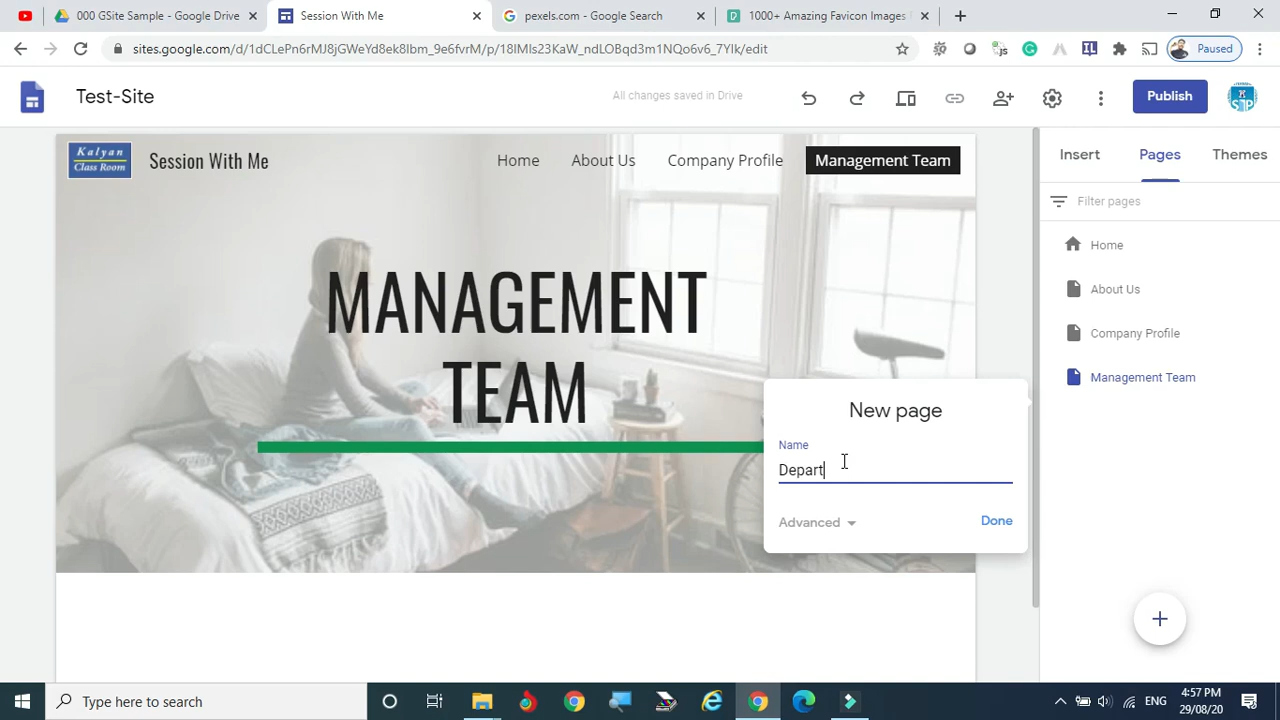 000 GSite Sample - Google Drive
Session With Me
pexels.com - Google Search
1000+ Amazing Favicon Images
sites.google.com/d/1dCLePn6rMJ8jGWeYd8ek8Ibm_9e6fvrM/p/18IMIs23KaW_ndLOBqd3m1NQo6v6_7YIk/edit
Paused
Test-Site
All changes saved in Drive
Publish
Kalyan
Class Room
Session With Me
Home
About Us
Company Profile
Management Team
MANAGEMENT
TEAM
New page
Name
Depart
Advanced
Done
Insert
Pages
Themes
Filter pages
Home
About Us
Company Profile
Management Team
Type here to search
ENG
4:57 PM
29/08/20